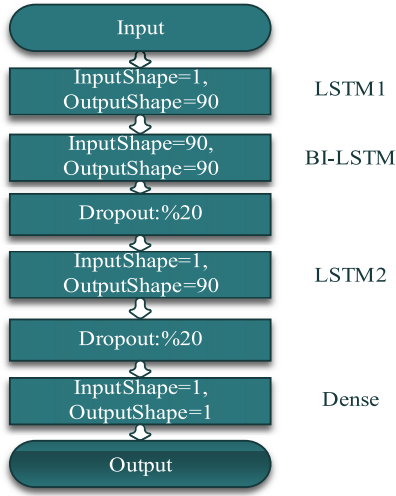 Input
InputShape=1,
OutputShape=90
LSTM1
InputShape=90,
OutputShape=90
BI-LSTM
Dropout:%20
InputShape=1,
OutputShape=90
LSTM2
Dropout:%20
InputShape=1,
OutputShape=1
Dense
Output